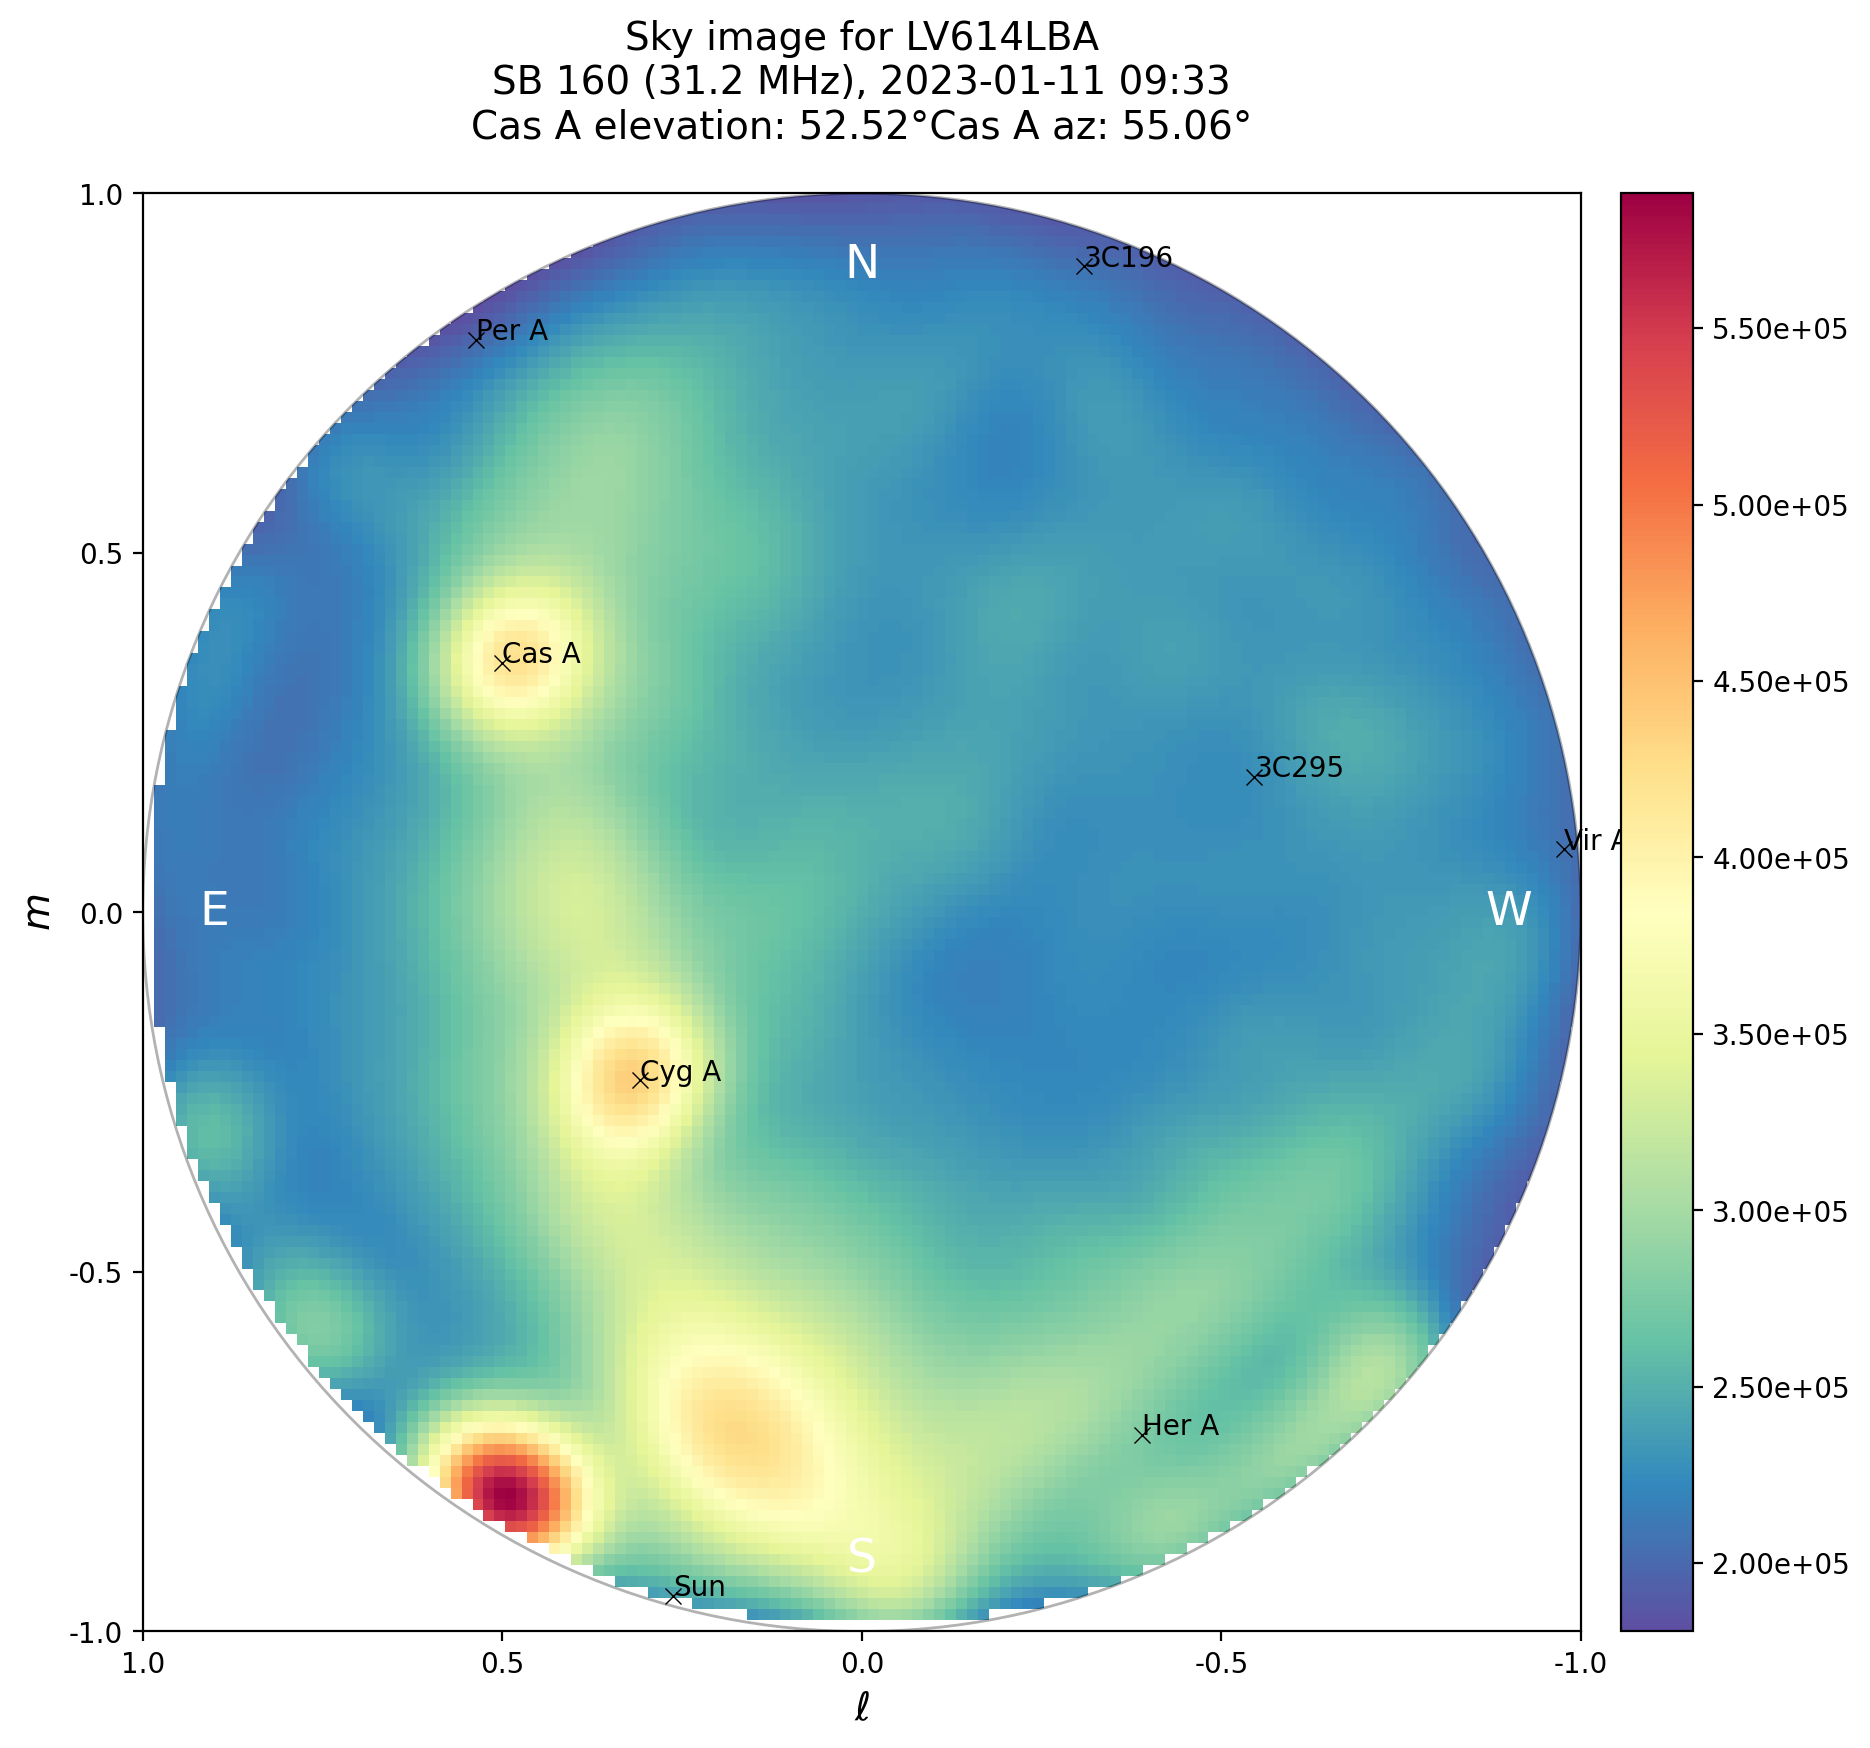 Sky image for LV614LBA
SB 160 (31.2 MHz), 2023-01-11 09:33
Cas A elevation: 52.52°Cas A az: 55.06°
1.0
0.5
0.0
-0.5
-1.0
m
N
E
W
S
3C196
Per A
Cas A
3C295
Vir A
Cyg A
Her A
Sun
1.0
0.5
0.0
-0.5
-1.0
ℓ
5.50e+05
5.00e+05
4.50e+05
4.00e+05
3.50e+05
3.00e+05
2.50e+05
2.00e+05